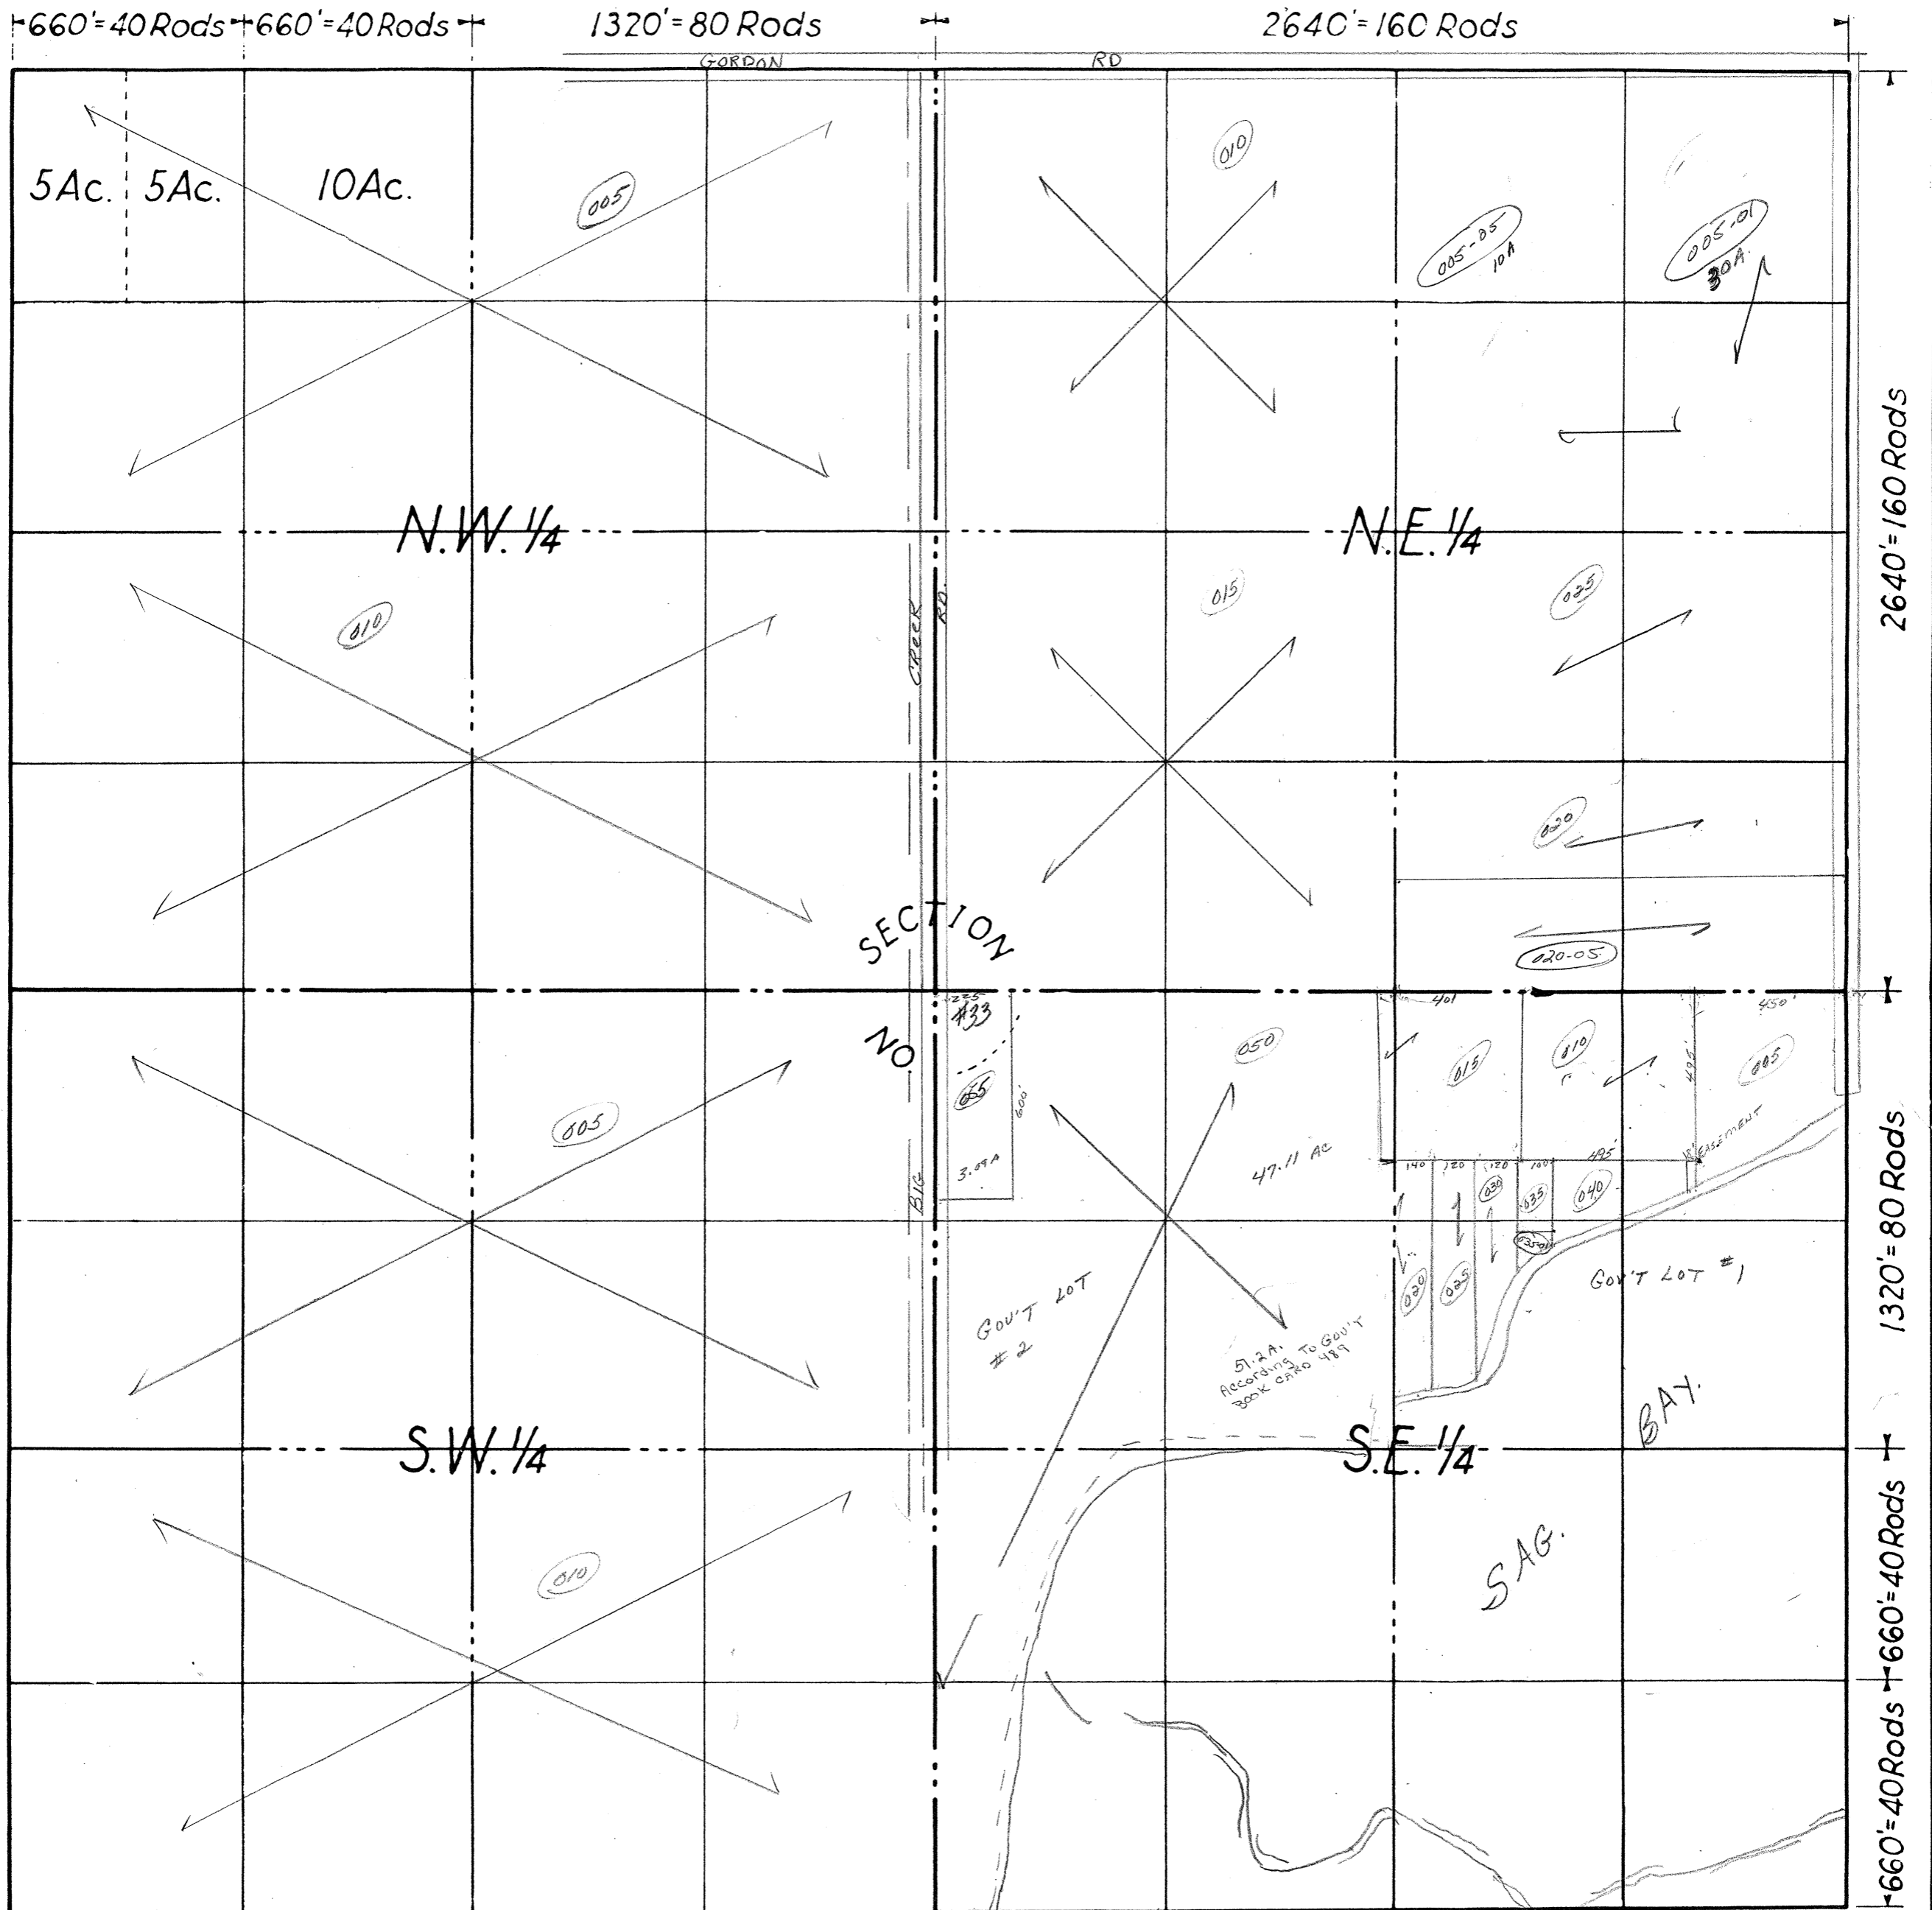 660'=40 Rods 660'=40 Rods 1320'=80 Rods 2640'=160 Rods
GORDON RD
5Ac. 5Ac. 10Ac.
005
010
005-05
10A
005-01
30A.
2640'=160 Rods
N.W. 1/4
N.E. 1/4
010
CREEK RD.
015
025
020
SECTION
020-05
NO.
225
#33
401
450'
050
015
010
495'
005
600'
3.09A
47.11 AC
EASEMENT
140 120 120 100 495'
030
035
040
BIG
005
1320'=80 Rods
020
025
GOV'T LOT #1
GOV'T LOT
#2
51.2A.
According To GOV'T
BOOK CARD 489
BAY.
S.W. 1/4
S.E. 1/4
SAG.
010
660'=40 Rods
660'=40 Rods